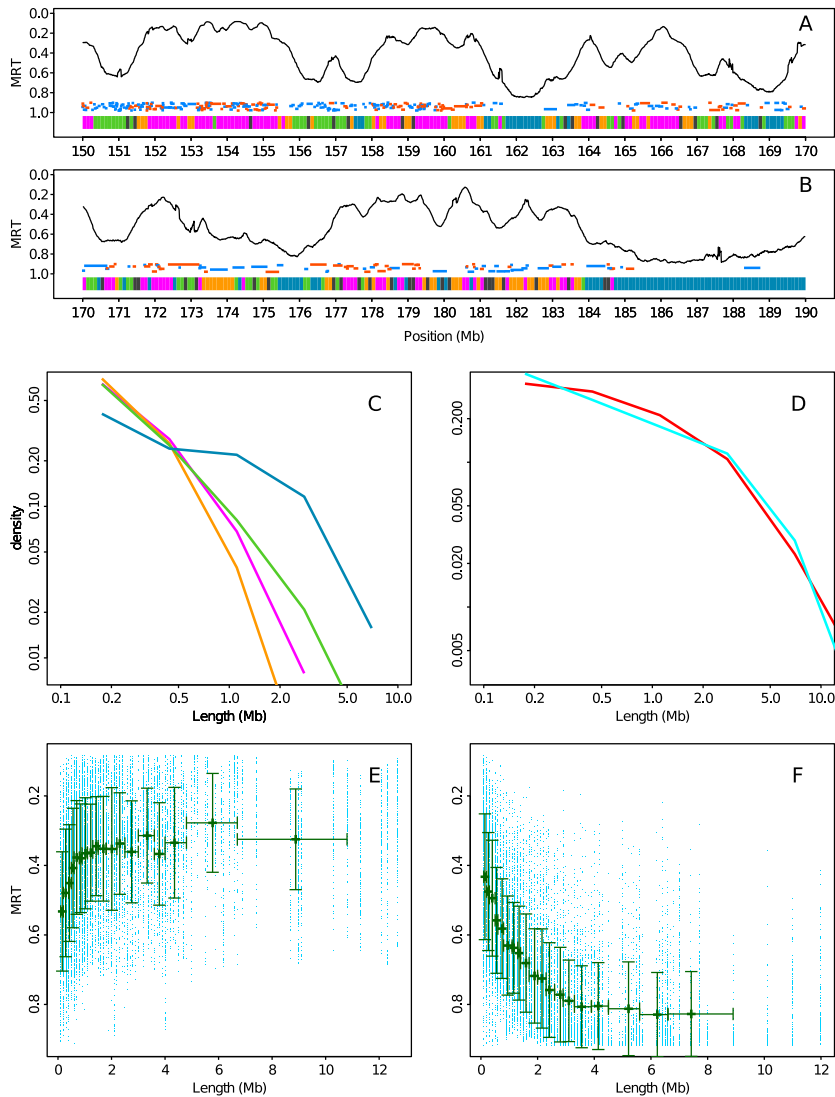 A
MRT
0.0
0.2
0.4
0.6
0.8
1.0
150 151 152 153 154 155 156 157 158 159 160 161 162 163 164 165 166 167 168 169 170
B
MRT
0.0
0.2
0.4
0.6
0.8
1.0
170 171 172 173 174 175 176 177 178 179 180 181 182 183 184 185 186 187 188 189 190
Position (Mb)
C
density
0.50
0.20
0.10
0.05
0.02
0.01
0.1 0.2 0.5 1.0 2.0 5.0 10.0
Length (Mb)
D
0.200
0.050
0.020
0.005
0.1 0.2 0.5 1.0 2.0 5.0 10.0
Length (Mb)
E
MRT
0.2
0.4
0.6
0.8
0 2 4 6 8 10 12
Length (Mb)
F
0.2
0.4
0.6
0.8
0 2 4 6 8 10 12
Length (Mb)